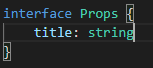 interface Props {
    title: string
}